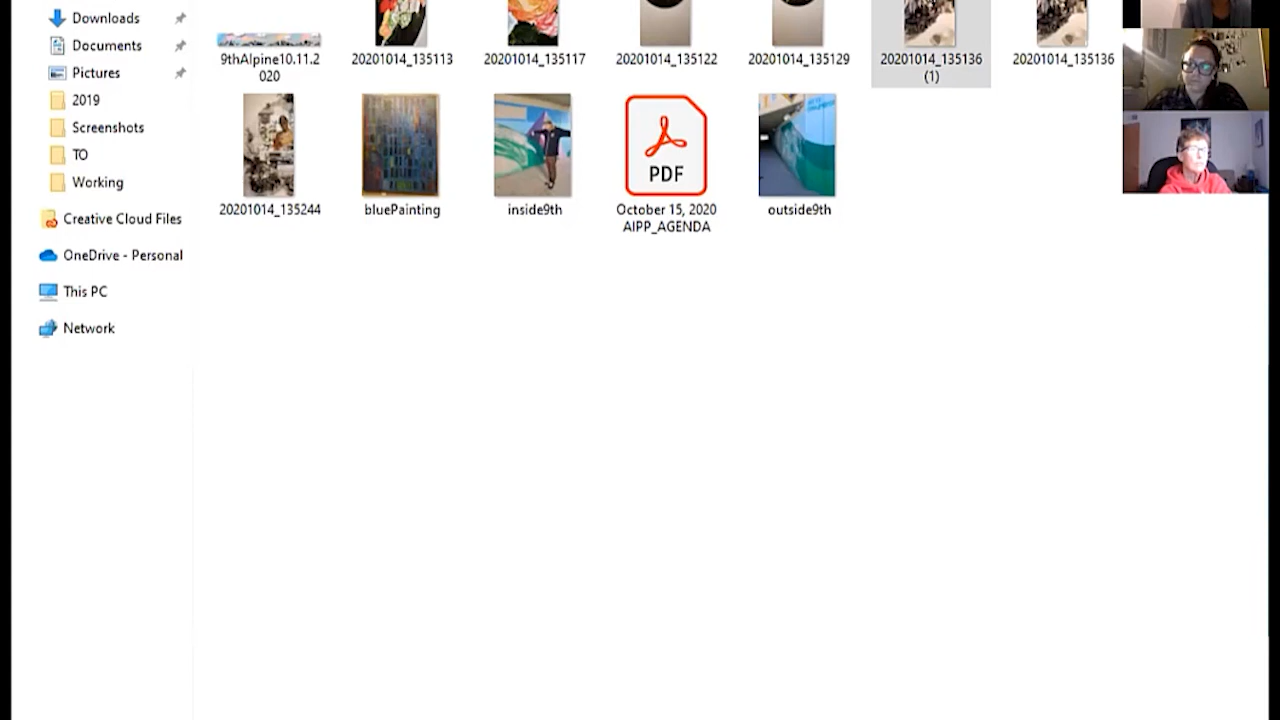 Downloads
Documents
Pictures
2019
Screenshots
TO
Working
Creative Cloud Files
OneDrive - Personal
This PC
Network
9thAlpine10.11.2
020
20201014_135113
20201014_135117
20201014_135122
20201014_135129
20201014_135136
(1)
20201014_135136
20201014_135244
bluePainting
inside9th
PDF
October 15, 2020
AIPP_AGENDA
outside9th